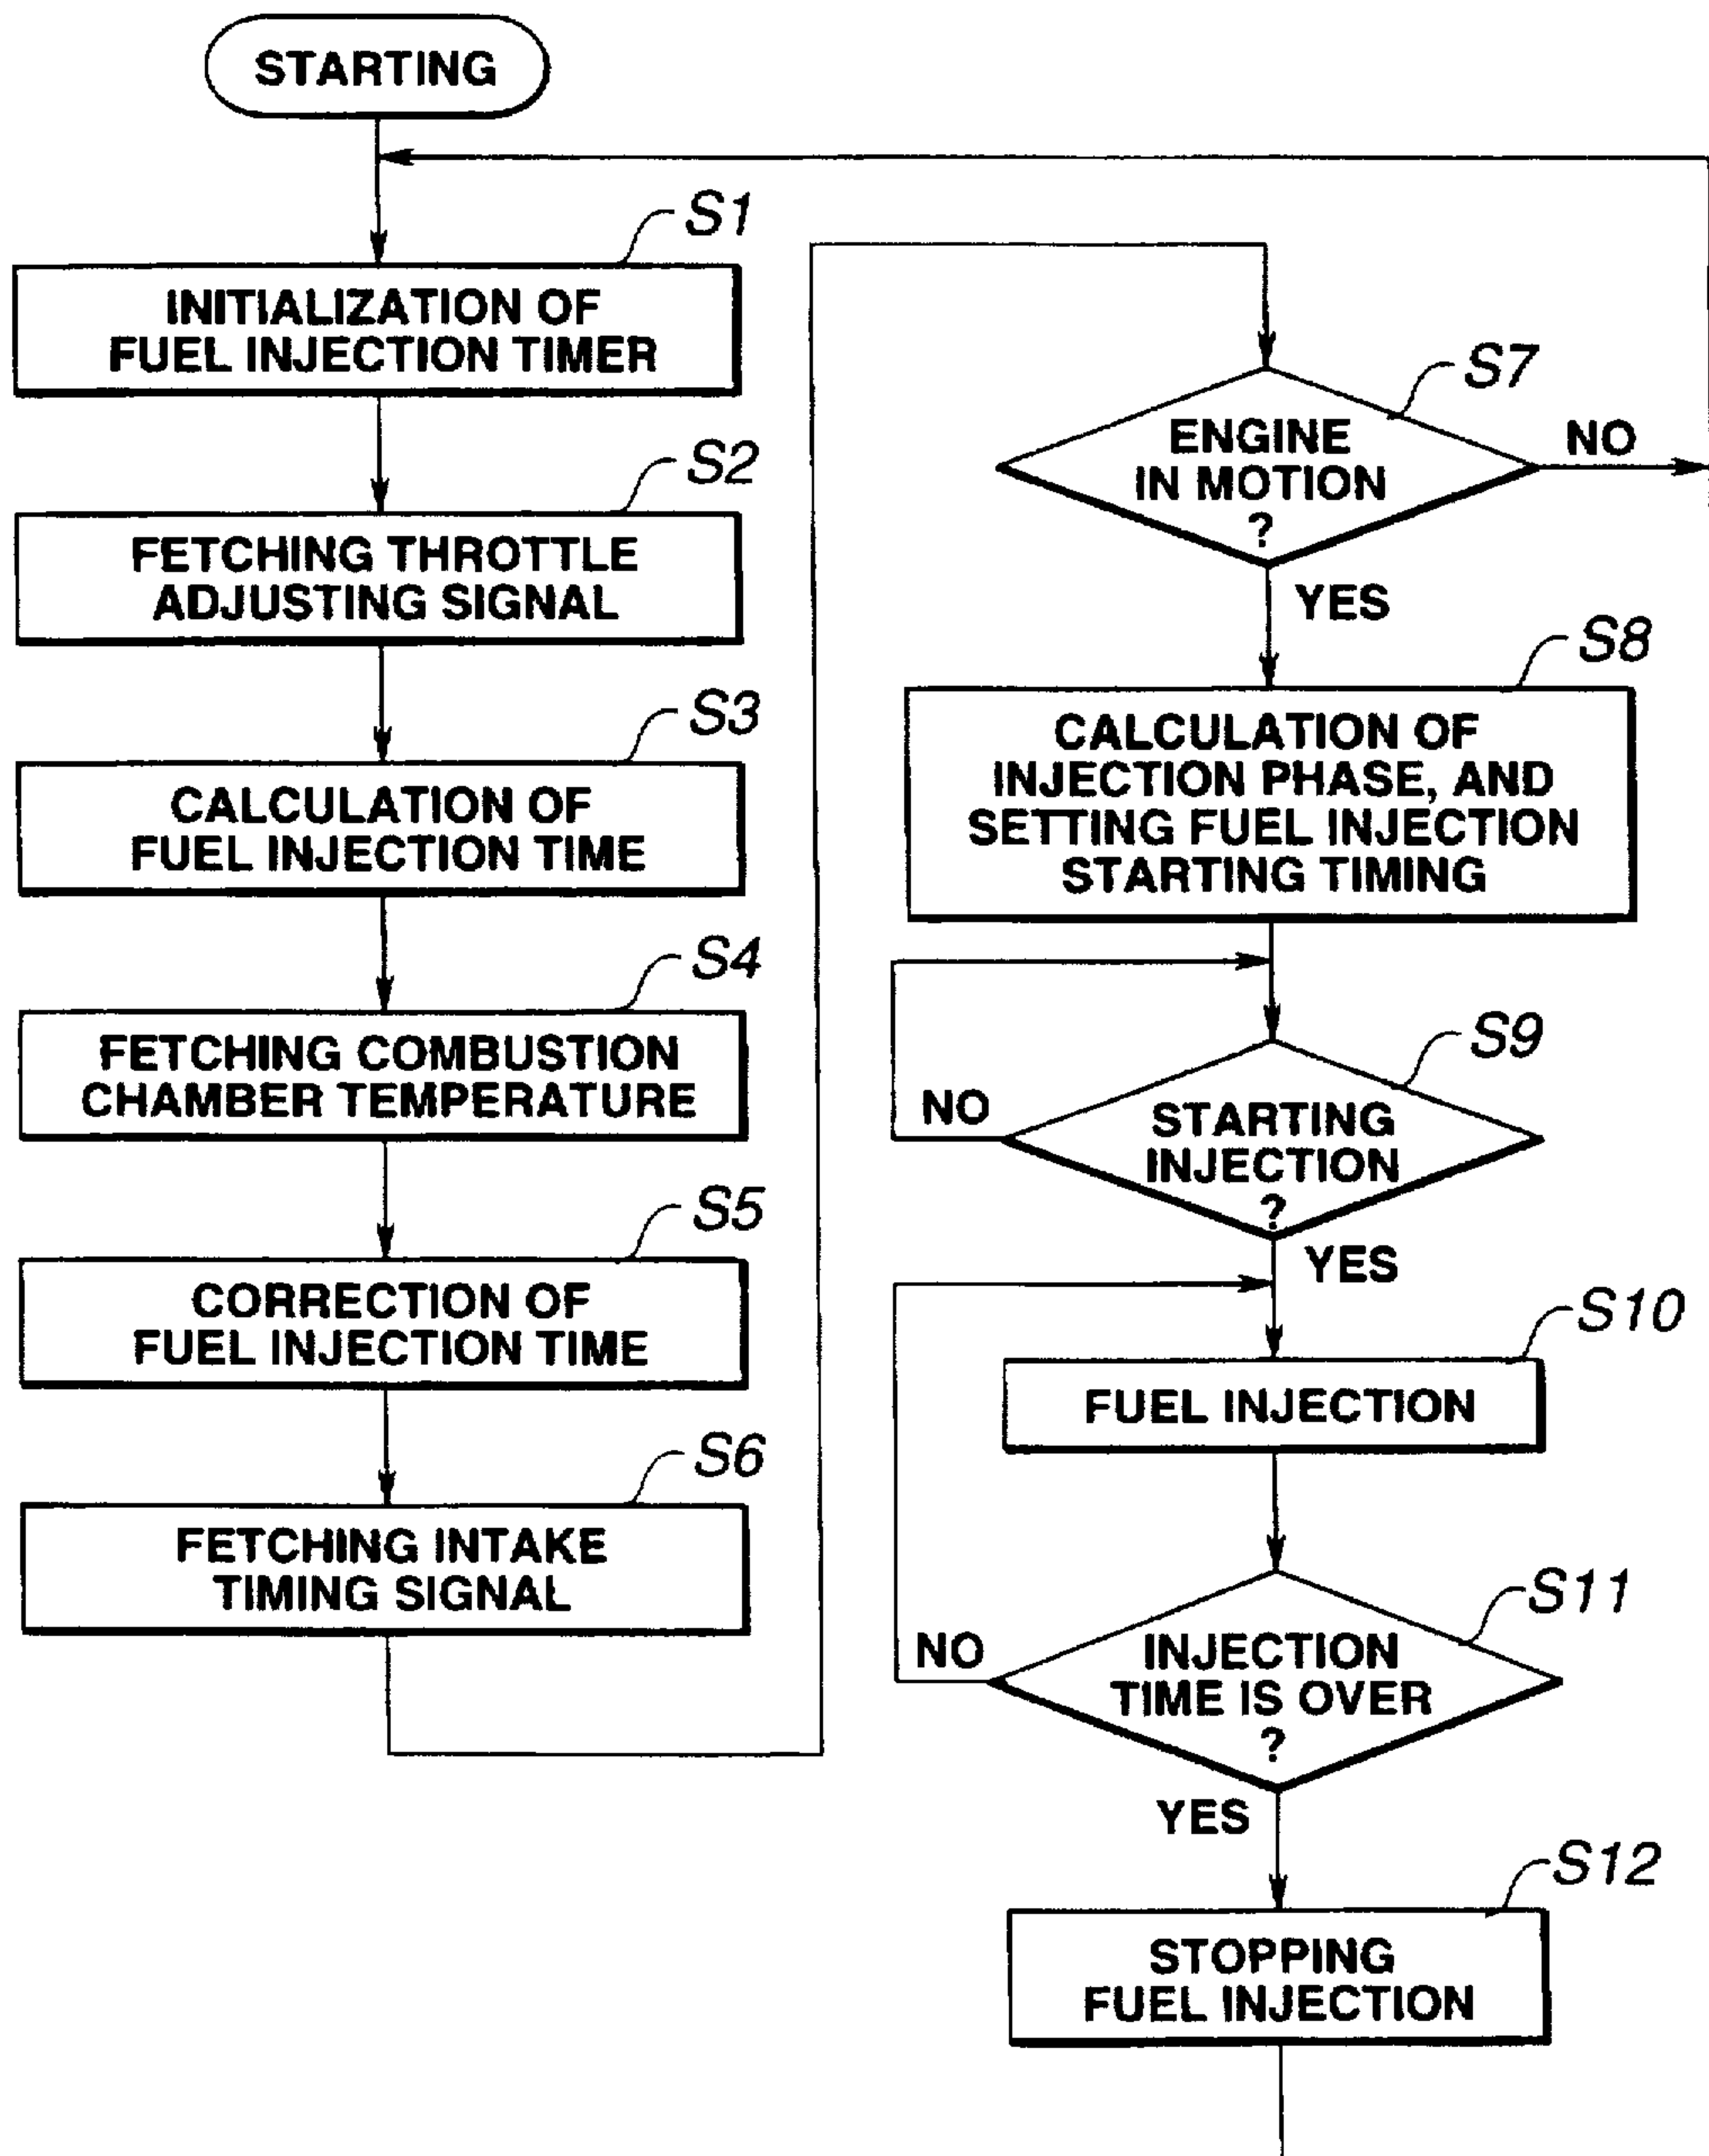 STARTING
S1
INITIALIZATION OF
FUEL INJECTION TIMER
S2
FETCHING THROTTLE
ADJUSTING SIGNAL
S3
CALCULATION OF
FUEL INJECTION TIME
S4
FETCHING COMBUSTION
CHAMBER TEMPERATURE
S5
CORRECTION OF
FUEL INJECTION TIME
S6
FETCHING INTAKE
TIMING SIGNAL
S7
ENGINE
IN MOTION
?
NO
YES
S8
CALCULATION OF
INJECTION PHASE, AND
SETTING FUEL INJECTION
STARTING TIMING
S9
STARTING
INJECTION
?
NO
YES
S10
FUEL INJECTION
S11
INJECTION
TIME IS OVER
?
NO
YES
S12
STOPPING
FUEL INJECTION